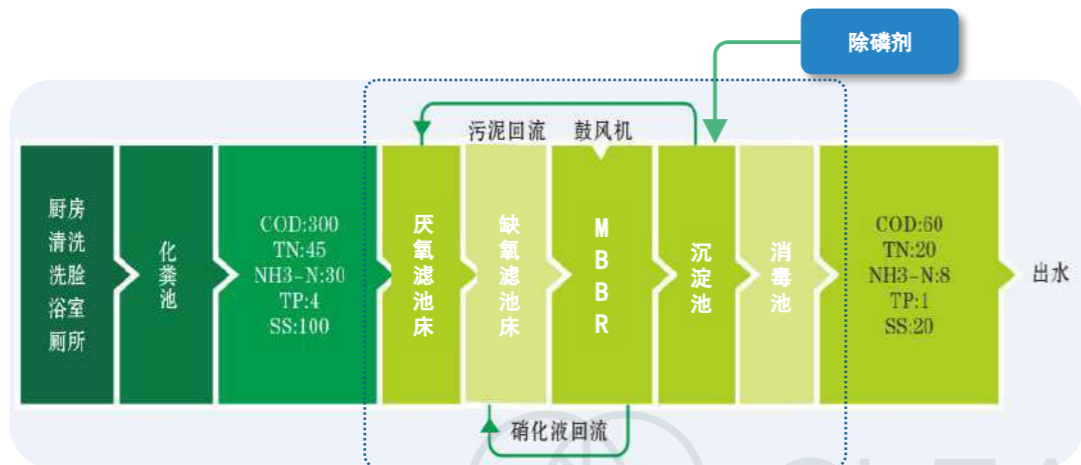 除磷剂
污泥回流
鼓风机
厨房
清洗
洗脸
浴室
厕所
化粪池
COD:300
TN:45
NH3-N:30
TP:4
SS:100
厌氧滤池床
缺氧滤池床
MBBR
沉淀池
消毒池
COD:60
TN:20
NH3-N:8
TP:1
SS:20
出水
硝化液回流